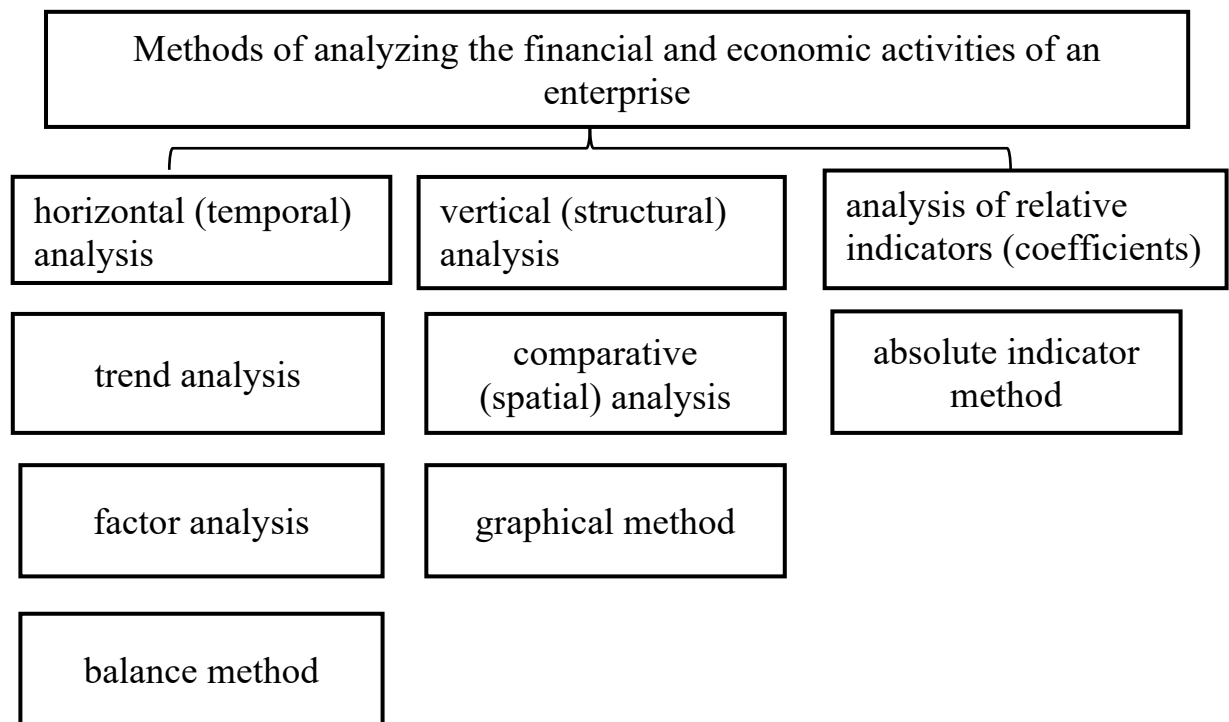 Methods of analyzing the financial and economic activities of an
enterprise
horizontal (temporal)
analysis
vertical (structural)
analysis
analysis of relative
indicators (coefficients)
trend analysis
comparative
(spatial) analysis
absolute indicator
method
factor analysis
graphical method
balance method